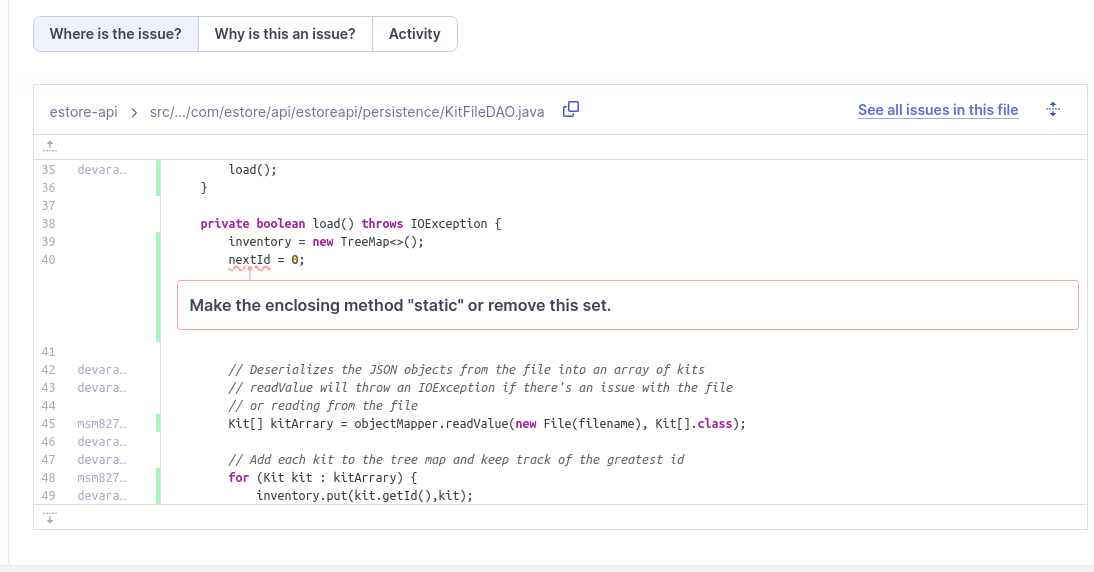 Where is the issue? Why is this an issue? Activity
estore-api > src/.../com/estore/api/estoreapi/persistence/KitFileDAO.java See all issues in this file
35 devara… load();
36 }
37
38 private boolean load() throws IOException {
39 inventory = new TreeMap<>();
40 nextId = 0;
Make the enclosing method "static" or remove this set.
41
42 devara… // Deserializes the JSON objects from the file into an array of kits
43 devara… // readValue will throw an IOException if there's an issue with the file
44 // or reading from the file
45 msm827… Kit[] kitArrary = objectMapper.readValue(new File(filename), Kit[].class);
46 devara…
47 devara… // Add each kit to the tree map and keep track of the greatest id
48 msm827… for (Kit kit : kitArrary) {
49 devara… inventory.put(kit.getId(),kit);